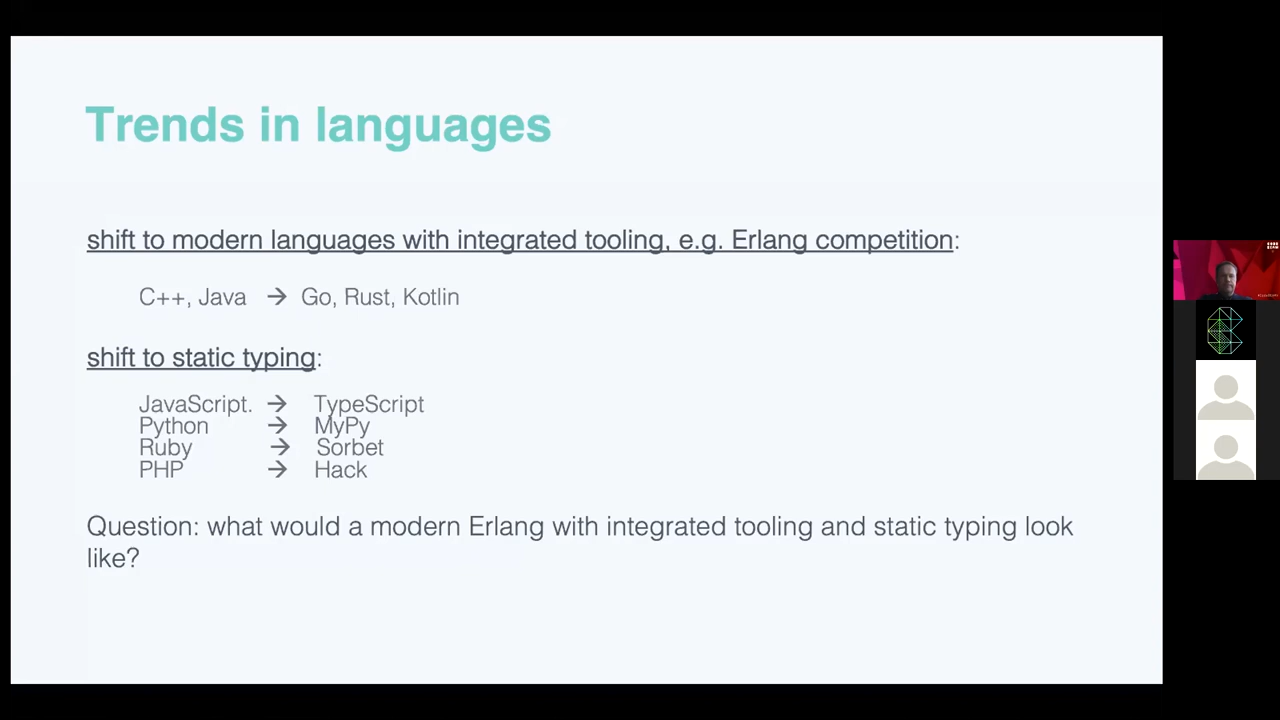 Trends in languages
shift to modern languages with integrated tooling, e.g. Erlang competition:
C++, Java → Go, Rust, Kotlin
shift to static typing:
JavaScript. → TypeScript
Python → MyPy
Ruby → Sorbet
PHP → Hack
Question: what would a modern Erlang with integrated tooling and static typing look
like?